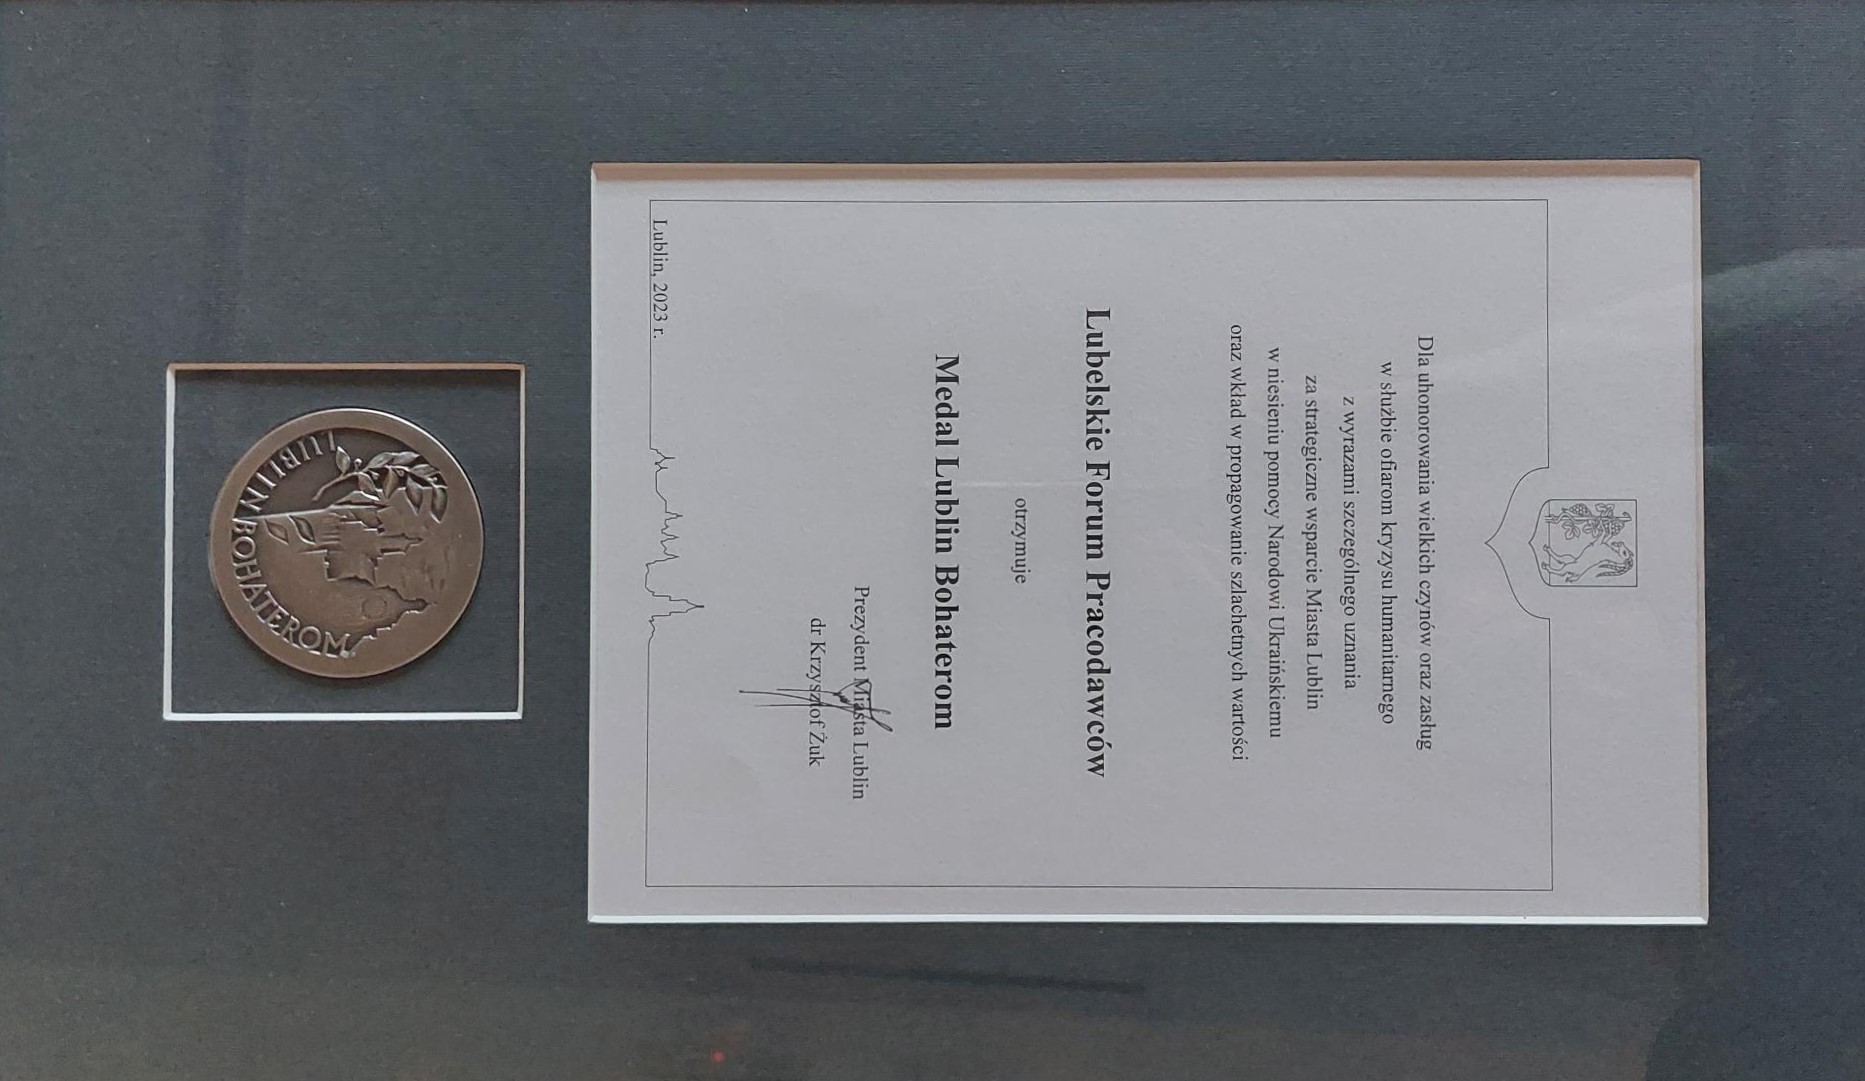 Dla uhonorowania wielkich czynów oraz zasług
w służbie ofiarom kryzysu humanitarnego
z wyrazami szczególnego uznania
za strategiczne wsparcie Miasta Lublin
w niesieniu pomocy Narodowi Ukraińskiemu
oraz wkład w propagowanie szlachetnych wartości
Lubelskie Forum Pracodawców
otrzymuje
Medal Lublin Bohaterom
Prezydent Miasta Lublin
dr Krzysztof Żuk
Lublin, 2023 r.
LUBLIN BOHATEROM